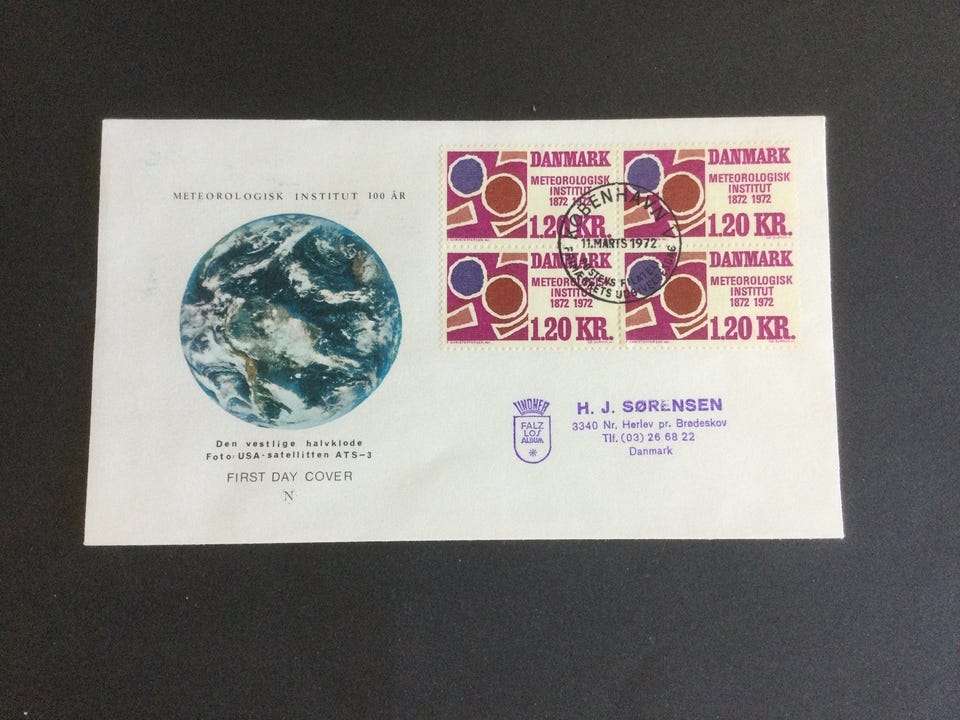 METEOROLOGISK INSTITUT 100 ÅR
Den vestlige halvklode
Foto: USA-satellitten ATS-3
FIRST DAY COVER
N
DANMARK
METEOROLOGISK
INSTITUT
1872 1972
1.20 KR.
DANMARK
METEOROLOGISK
INSTITUT
1872 1972
1.20 KR.
DANMARK
METEOROLOGISK
INSTITUT
1872 1972
1.20 KR.
DANMARK
METEOROLOGISK
INSTITUT
1872 1972
1.20 KR.
KØBENHAVN V
11.MARTS 1972
LINDNER
FALZ
LOS
ALBUM
H. J. SØRENSEN
3340 Nr. Herlev pr. Brødeskov
Tlf. (03) 26 68 22
Danmark